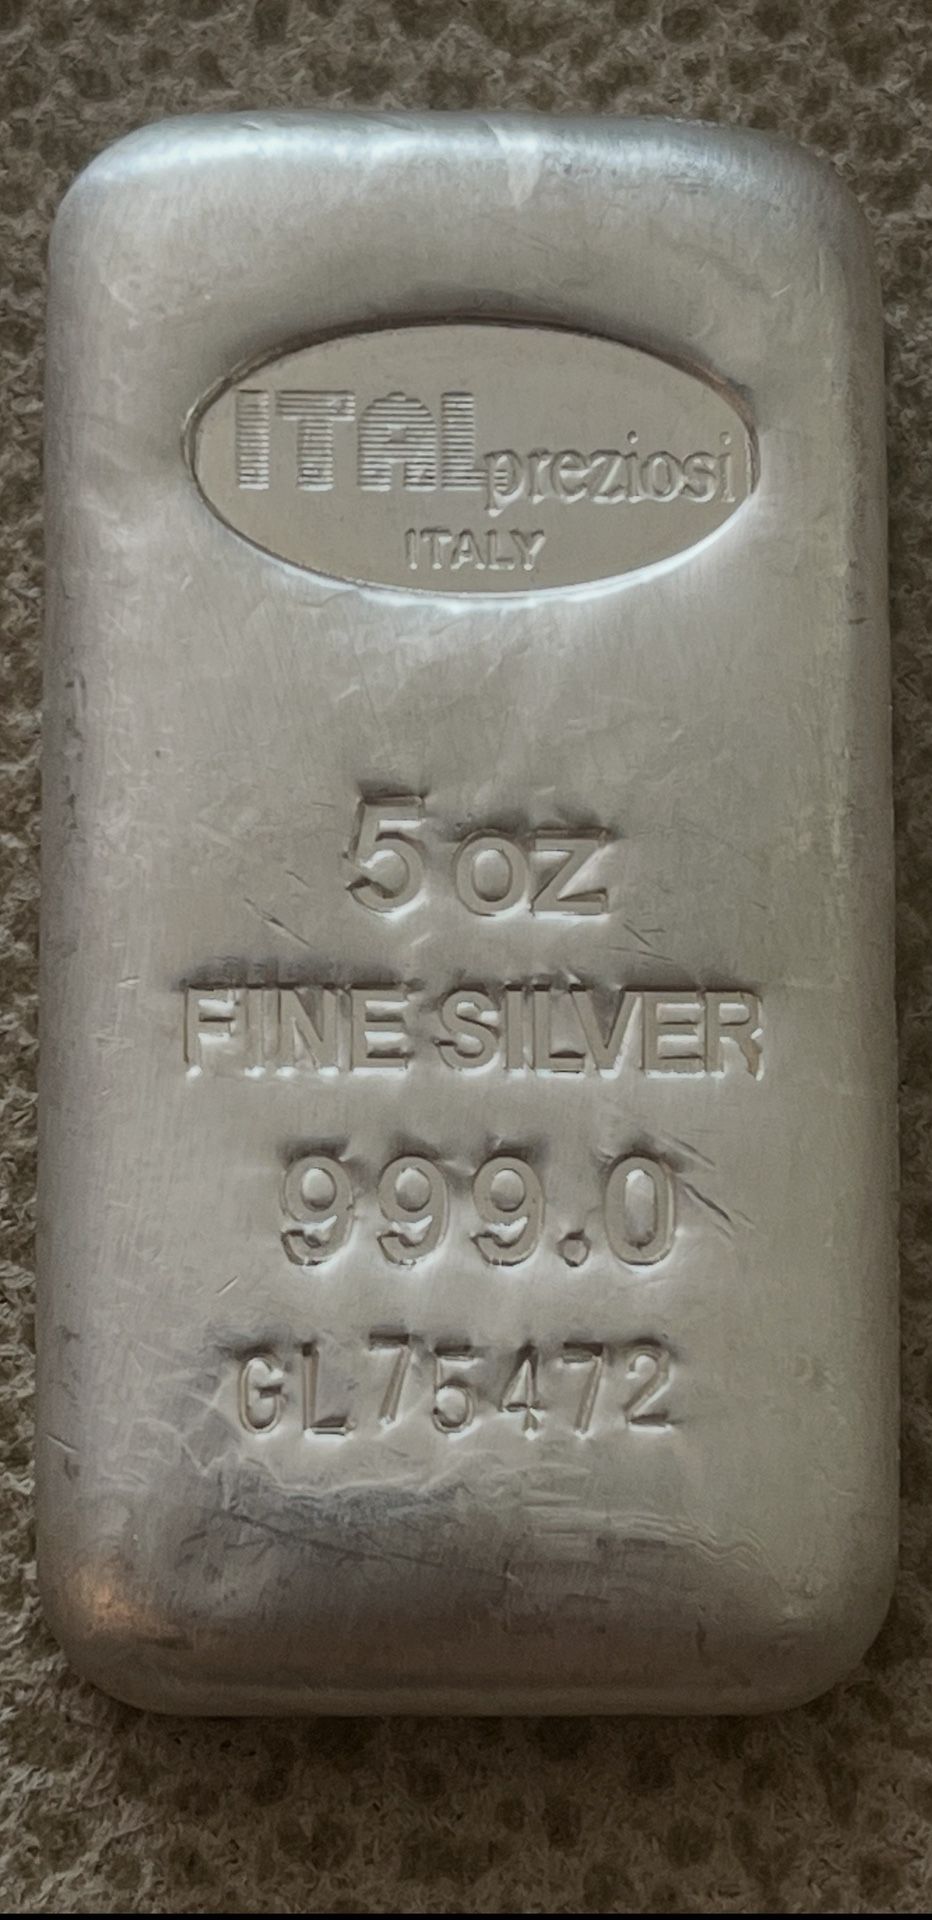 ITALpreziosi
ITALY
5 oz
FINE SILVER
999.0
GL75472